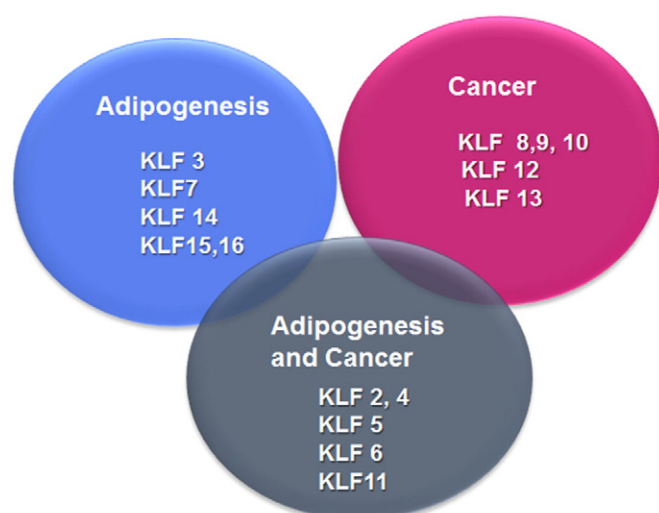 Adipogenesis
KLF 3
KLF7
KLF 14
KLF15,16
Cancer
KLF 8,9, 10
KLF 12
KLF 13
Adipogenesis
and Cancer
KLF 2, 4
KLF 5
KLF 6
KLF11